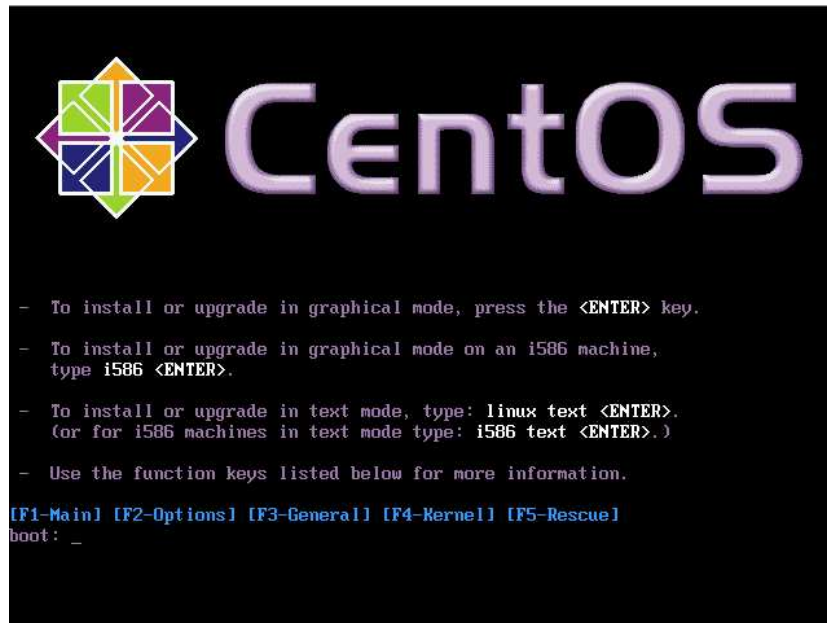 CentOS
- To install or upgrade in graphical mode, press the <ENTER> key.
- To install or upgrade in graphical mode on an i586 machine,
type i586 <ENTER>.
- To install or upgrade in text mode, type: linux text <ENTER>.
(or for i586 machines in text mode type: i586 text <ENTER>.)
- Use the function keys listed below for more information.
[F1-Main] [F2-Options] [F3-General] [F4-Kernel] [F5-Rescue]
boot: _